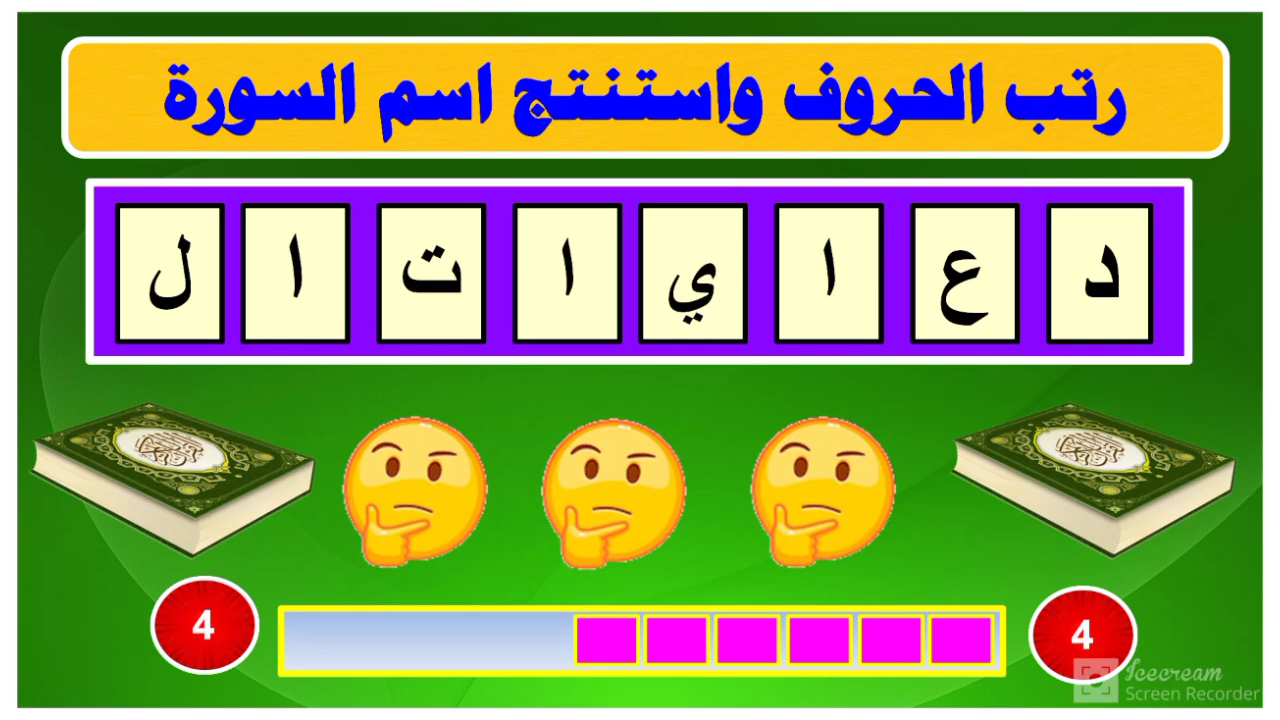 رتب الحروف واستنتج اسم السورة
د ع ا ي ا ت ا ل
4
4
Icecream
Screen Recorder